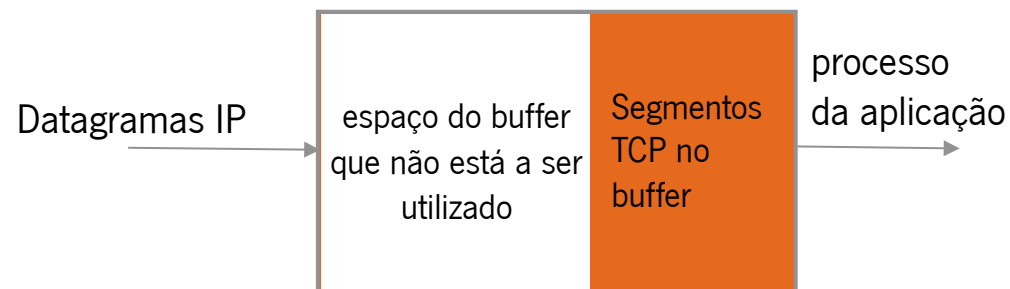 Datagramas IP
espaço do buffer
que não está a ser
utilizado
Segmentos
TCP no
buffer
processo
da aplicação